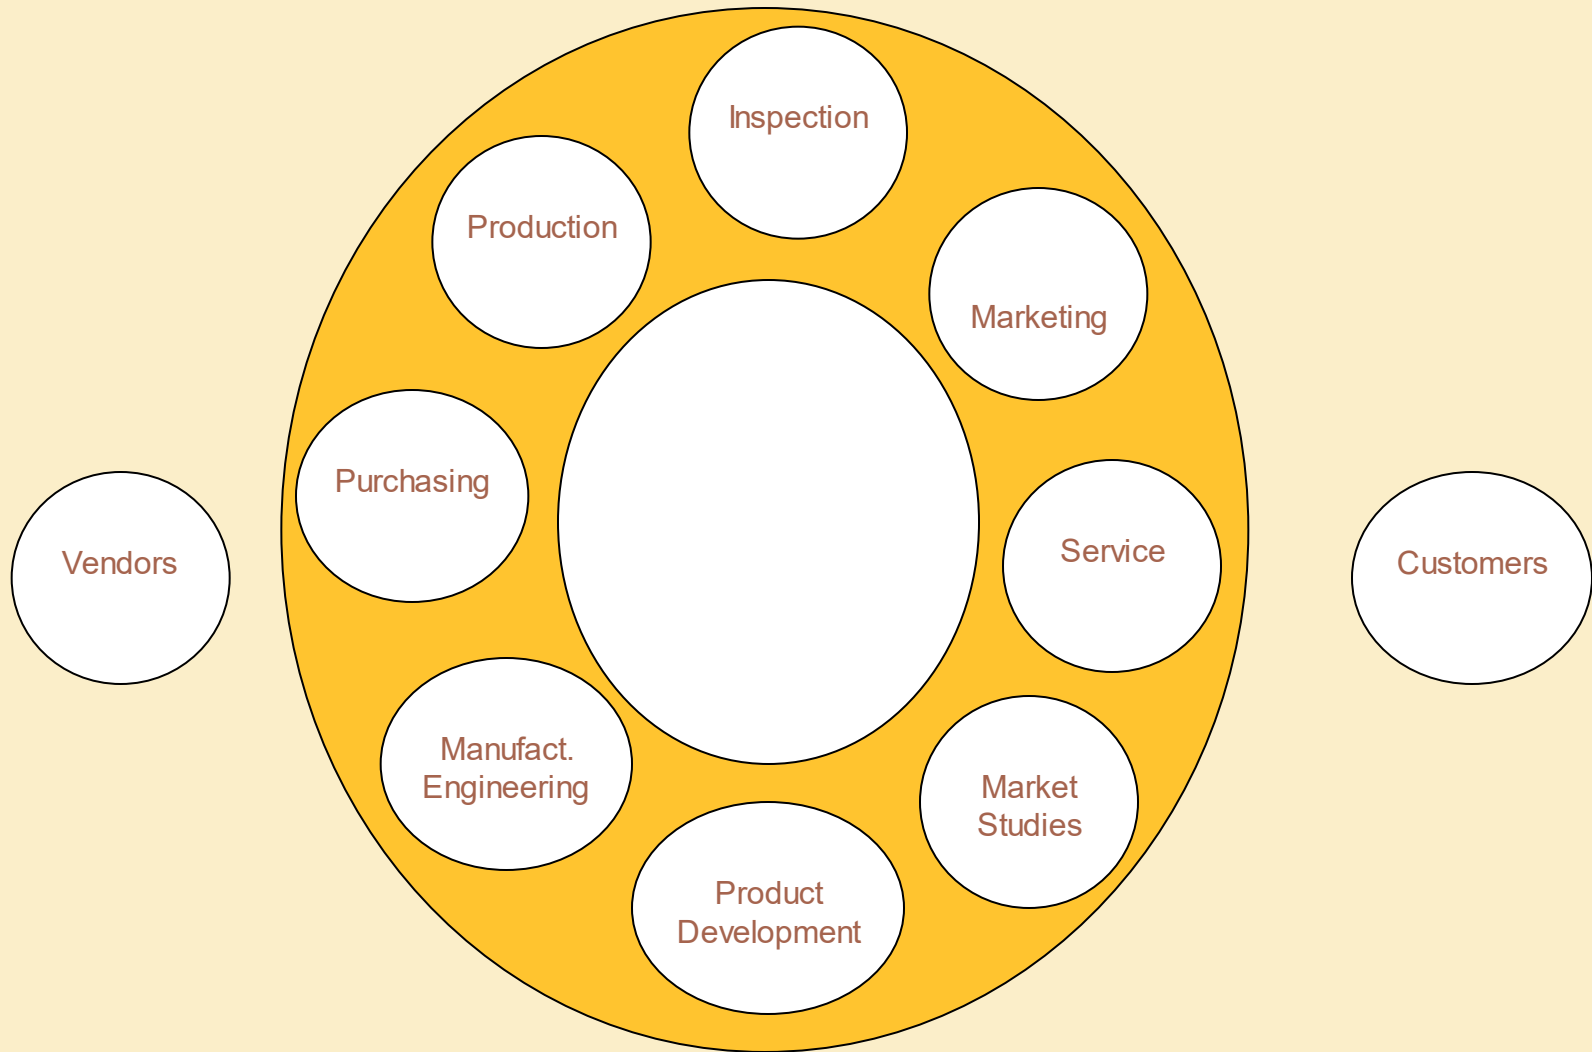 Inspection
Production
Marketing
Purchasing
Service
Vendors
Customers
Manufact.
Engineering
Market
Studies
Product
Development